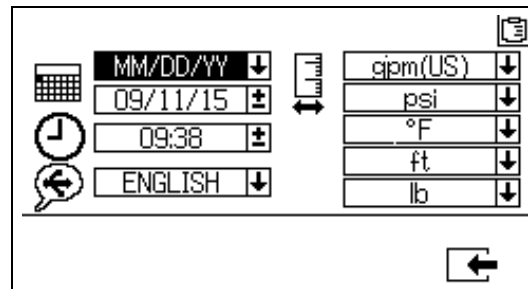 MM/DD/YY
09/11/15
09:38
ENGLISH
gpm(US)
psi
°F
ft
lb